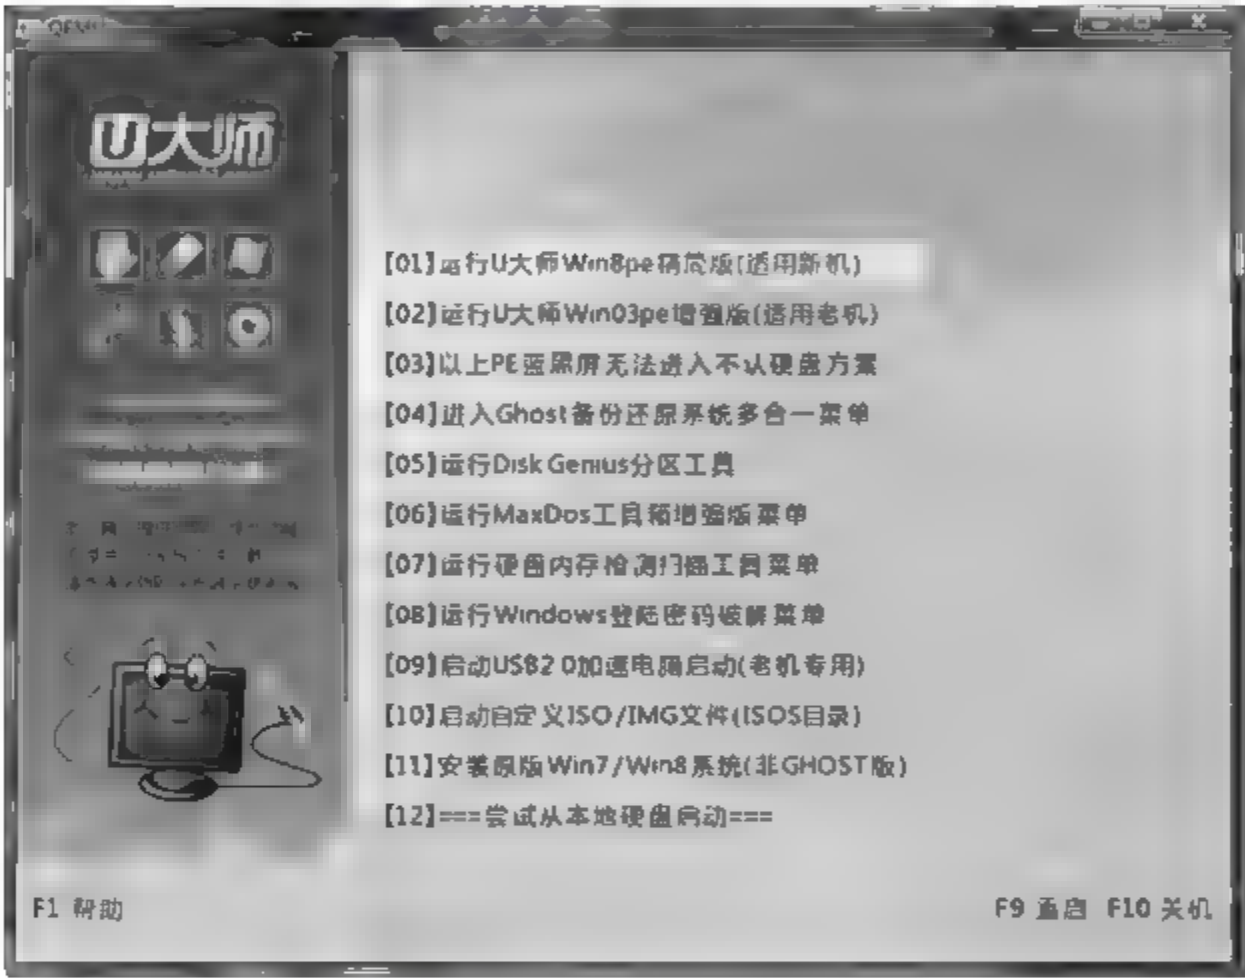 QEMU
U大师
[01]运行U大师Win8pe精简版(适用新机)
[02]运行U大师Win03pe增强版(适用老机)
[03]以上PE蓝黑屏无法进入不认硬盘方案
[04]进入Ghost备份还原系统多合一菜单
[05]运行DiskGenius分区工具
[06]运行MaxDos工具箱增强版菜单
[07]运行硬盘内存检测扫描工具菜单
[08]运行Windows登陆密码破解菜单
[09]启动USB2.0加速电脑启动(老机专用)
[10]启动自定义ISO/IMG文件(ISOS目录)
[11]安装原版Win7/Win8系统(非GHOST版)
[12]===尝试从本地硬盘启动===
F1 帮助
F9 重启 F10 关机